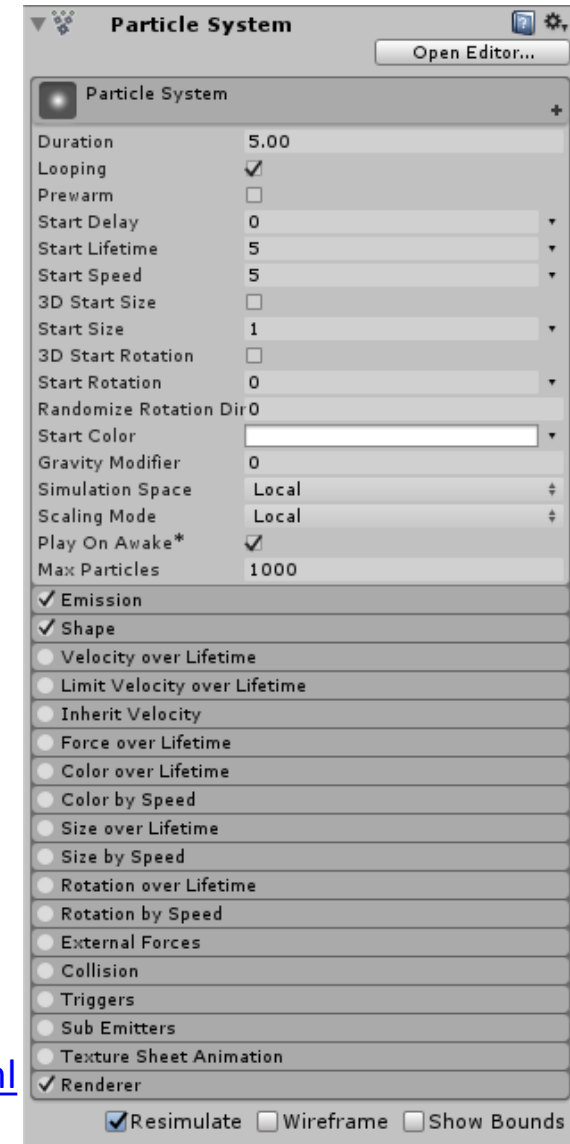 Particle System
Open Editor...
Particle System
Duration 5.00
Looping
Prewarm
Start Delay 0
Start Lifetime 5
Start Speed 5
3D Start Size
Start Size 1
3D Start Rotation
Start Rotation 0
Randomize Rotation Dir 0
Start Color
Gravity Modifier 0
Simulation Space Local
Scaling Mode Local
Play On Awake*
Max Particles 1000
Emission
Shape
Velocity over Lifetime
Limit Velocity over Lifetime
Inherit Velocity
Force over Lifetime
Color over Lifetime
Color by Speed
Size over Lifetime
Size by Speed
Rotation over Lifetime
Rotation by Speed
External Forces
Collision
Triggers
Sub Emitters
Texture Sheet Animation
Renderer
Resimulate Wireframe Show Bounds